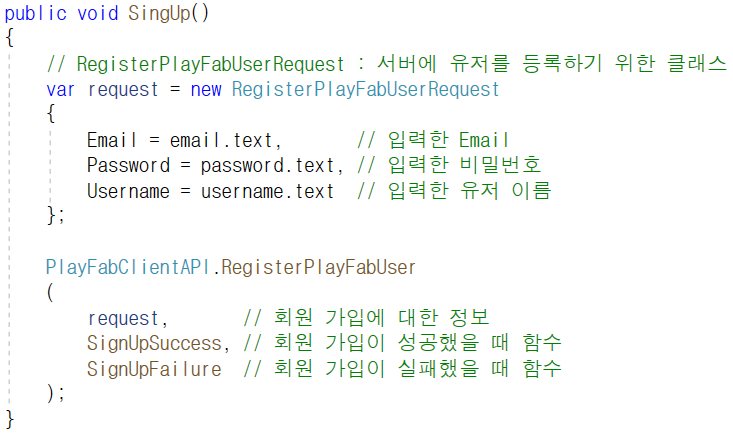 public void SingUp()
{
// RegisterPlayFabUserRequest : 서버에 유저를 등록하기 위한 클래스
var request = new RegisterPlayFabUserRequest
{
Email = email.text, // 입력한 Email
Password = password.text, // 입력한 비밀번호
Username = username.text // 입력한 유저 이름
};
PlayFabClientAPI.RegisterPlayFabUser
(
request, // 회원 가입에 대한 정보
SignUpSuccess, // 회원 가입이 성공했을 때 함수
SignUpFailure // 회원 가입이 실패했을 때 함수
);
}